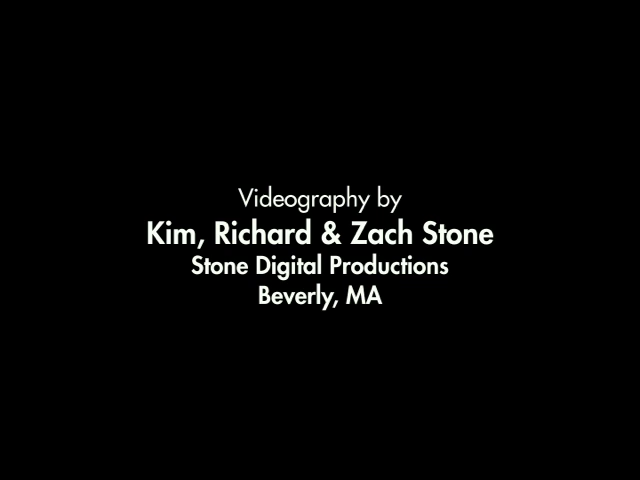 Videography by
Kim, Richard & Zach Stone
Stone Digital Productions
Beverly, MA